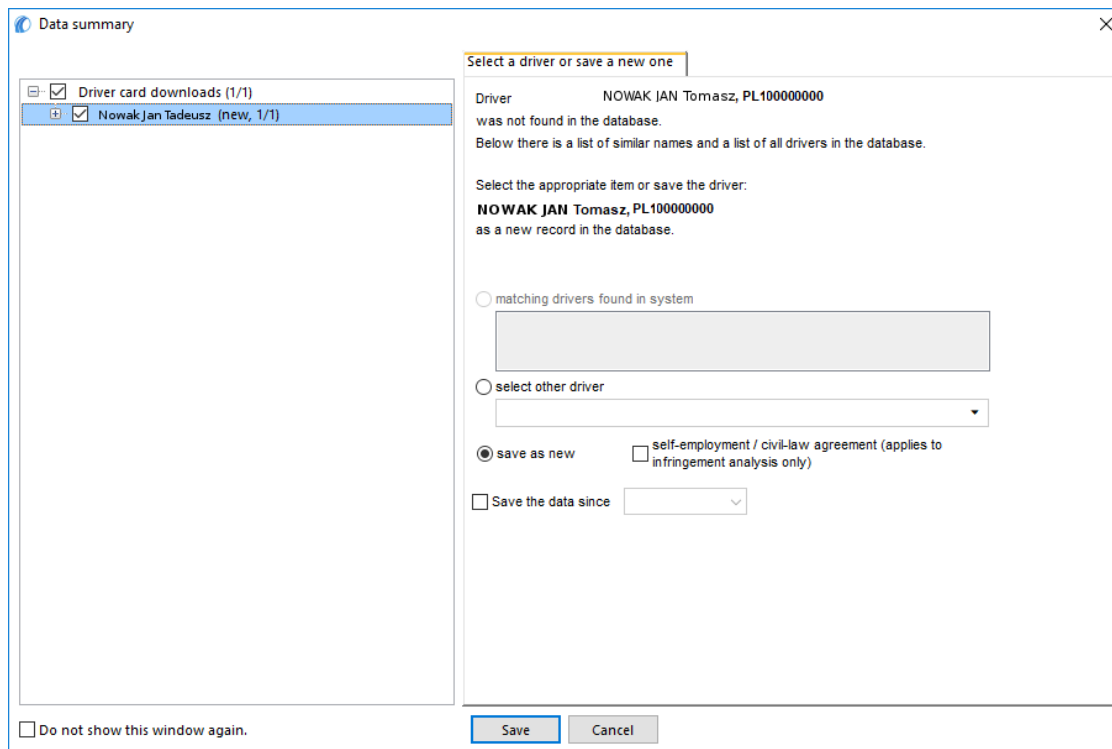 Data summary
Driver card downloads (1/1)
Nowak Jan Tadeusz (new, 1/1)
Select a driver or save a new one
Driver NOWAK JAN Tomasz, PL100000000
was not found in the database.
Below there is a list of similar names and a list of all drivers in the database.
Select the appropriate item or save the driver:
NOWAK JAN Tomasz, PL100000000
as a new record in the database.
matching drivers found in system
select other driver
save as new
self-employment / civil-law agreement (applies to
infringement analysis only)
Save the data since
Do not show this window again.
Save
Cancel